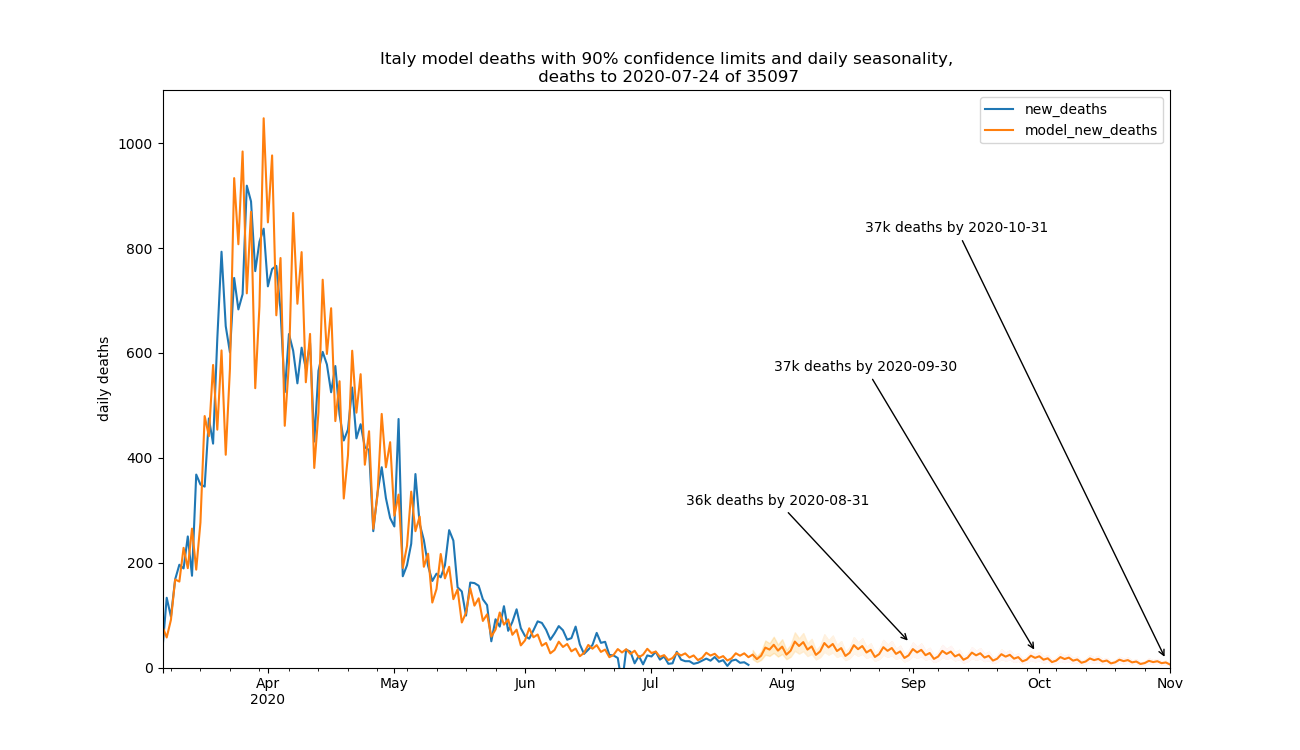 Italy model deaths with 90% confidence limits and daily seasonality,
deaths to 2020-07-24 of 35097
new_deaths
model_new_deaths
daily deaths
1000
800
600
400
200
0
37k deaths by 2020-10-31
37k deaths by 2020-09-30
36k deaths by 2020-08-31
Apr
2020
May
Jun
Jul
Aug
Sep
Oct
Nov